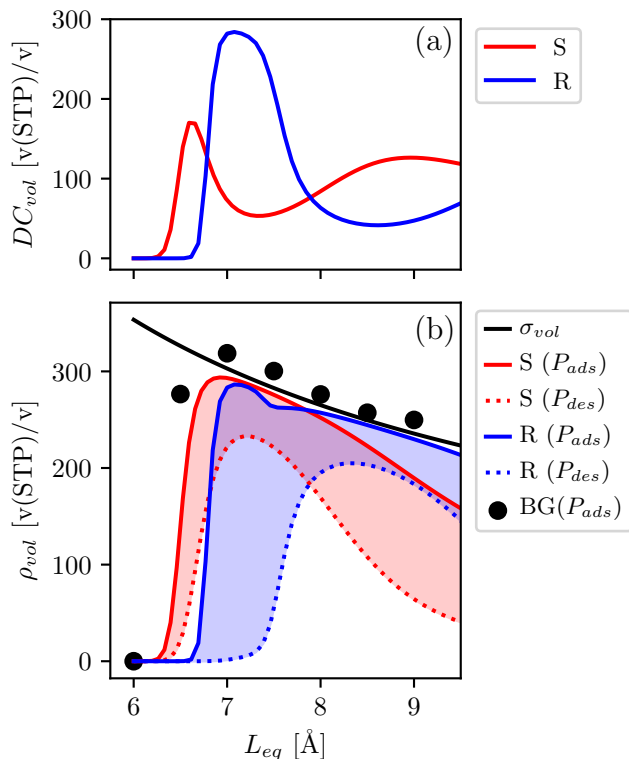 300
200
100
0
DC_vol [v(STP)/v]
(a)
S
R
300
200
100
0
ρ_vol [v(STP)/v]
(b)
6 7 8 9
L_eq [Å]
σ_vol
S (P_ads)
S (P_des)
R (P_ads)
R (P_des)
BG(P_ads)